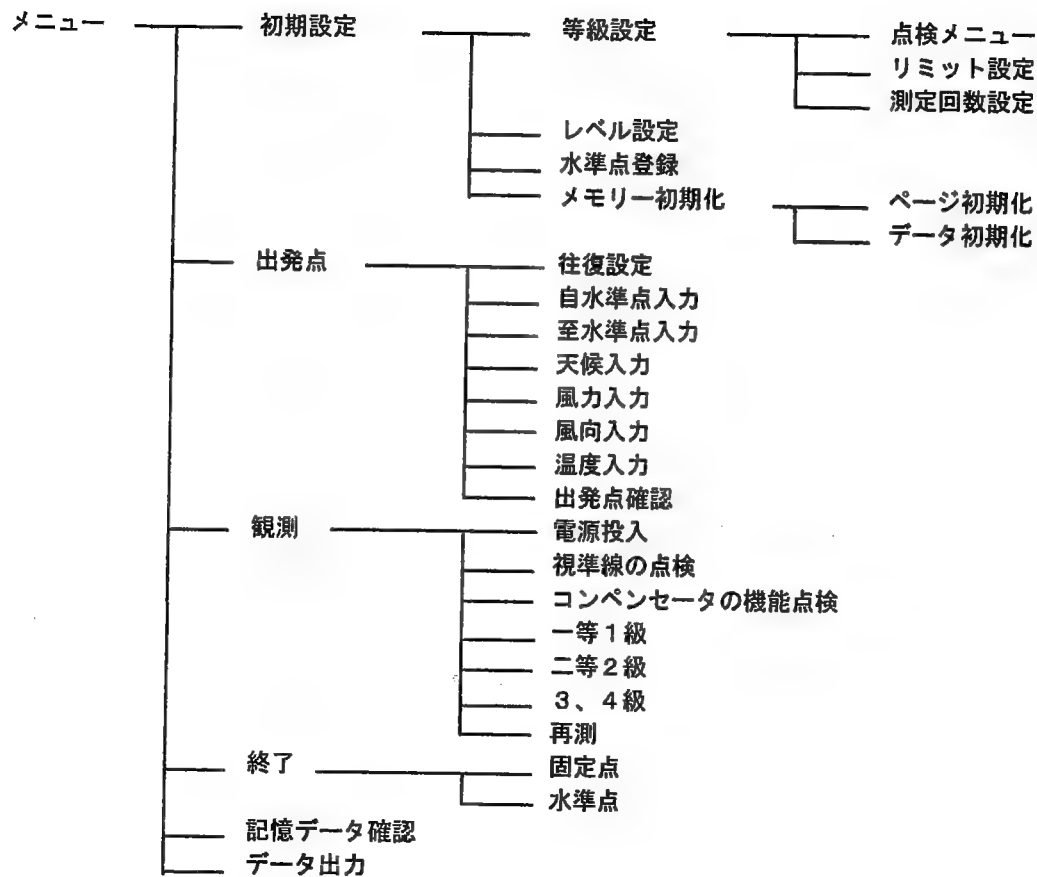 メニュー 初期設定 等級設定 点検メニュー
リミット設定
測定回数設定
レベル設定
水準点登録
メモリー初期化 ページ初期化
データ初期化
出発点 往復設定
自水準点入力
至水準点入力
天候入力
風力入力
風向入力
温度入力
出発点確認
観測 電源投入
視準線の点検
コンペンセータの機能点検
一等1級
二等2級
3、4級
再測
終了 固定点
水準点
記憶データ確認
データ出力